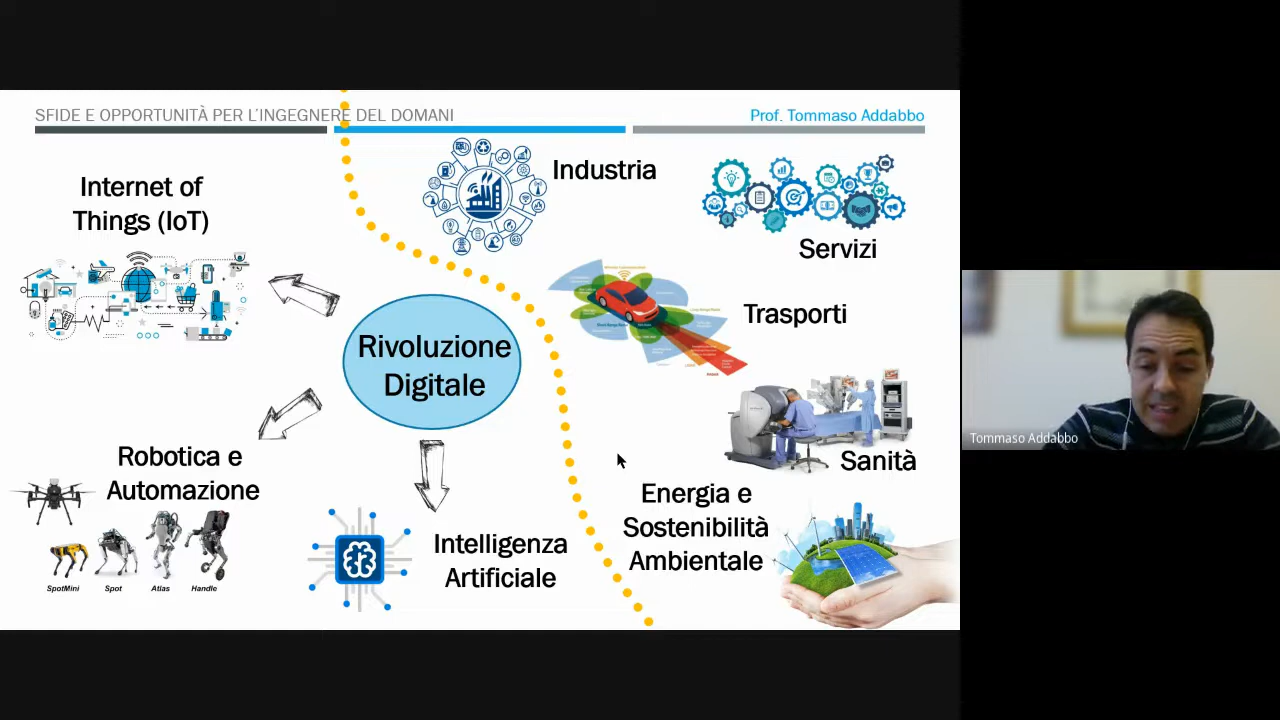 SFIDE E OPPORTUNITÀ PER L'INGEGNERE DEL DOMANI
Prof. Tommaso Addabbo
Internet of
Things (IoT)
Industria
Servizi
Trasporti
Rivoluzione
Digitale
Sanità
Robotica e
Automazione
SpotMini
Spot
Atlas
Handle
Intelligenza
Artificiale
Energia e
Sostenibilità
Ambientale
Tommaso Addabbo